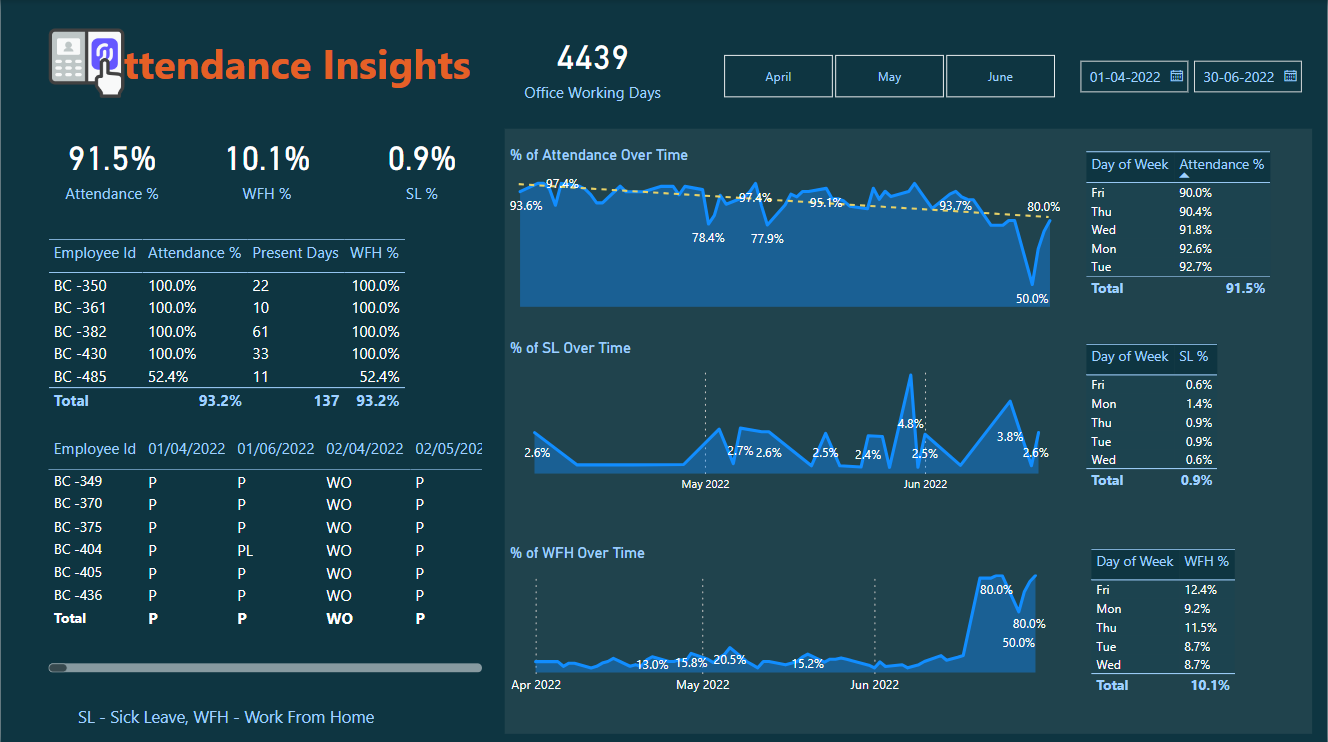 ttendance Insights
4439
Office Working Days
April
May
June
01-04-2022
30-06-2022
91.5%
Attendance %
10.1%
WFH %
0.9%
SL %
Employee Id Attendance % Present Days WFH %
BC -350 100.0% 22 100.0%
BC -361 100.0% 10 100.0%
BC -382 100.0% 61 100.0%
BC -430 100.0% 33 100.0%
BC -485 52.4% 11 52.4%
Total 93.2% 137 93.2%
Employee Id 01/04/2022 01/06/2022 02/04/2022 02/05/202
BC -349 P P WO P
BC -370 P P WO P
BC -375 P P WO P
BC -404 P PL WO P
BC -405 P P WO P
BC -436 P P WO P
Total P P WO P
SL - Sick Leave, WFH - Work From Home
% of Attendance Over Time
93.6% 97.4% 78.4% 97.4% 77.9% 95.1% 93.7% 50.0% 80.0%
Day of Week Attendance %
Fri 90.0%
Thu 90.4%
Wed 91.8%
Mon 92.6%
Tue 92.7%
Total 91.5%
% of SL Over Time
2.6% 2.7% 2.6% 2.5% 2.4% 4.8% 2.5% 3.8% 2.6%
May 2022 Jun 2022
Day of Week SL %
Fri 0.6%
Mon 1.4%
Thu 0.9%
Tue 0.9%
Wed 0.6%
Total 0.9%
% of WFH Over Time
13.0% 15.8% 20.5% 15.2% 80.0% 80.0% 50.0%
Apr 2022 May 2022 Jun 2022
Day of Week WFH %
Fri 12.4%
Mon 9.2%
Thu 11.5%
Tue 8.7%
Wed 8.7%
Total 10.1%